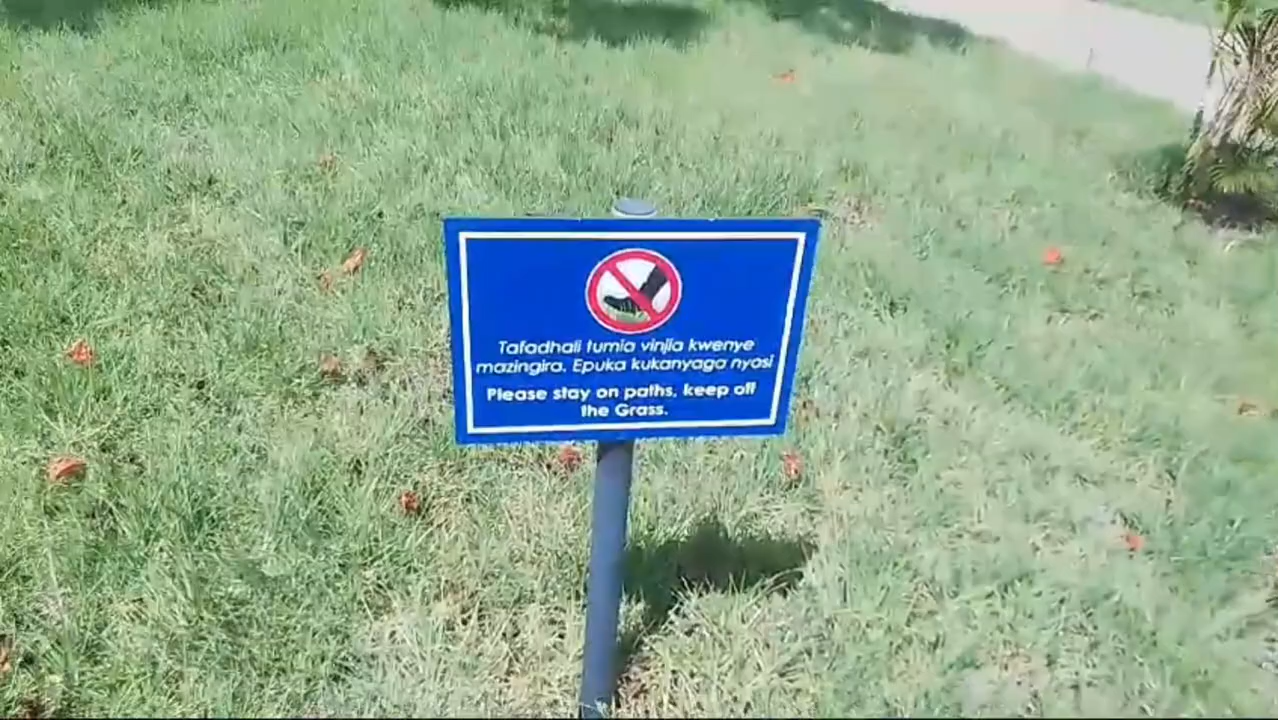 Tafadhali tumia vinjia kwenye
mazingira. Epuka kukanyaga nyasi
Please stay on paths, keep off
the Grass.